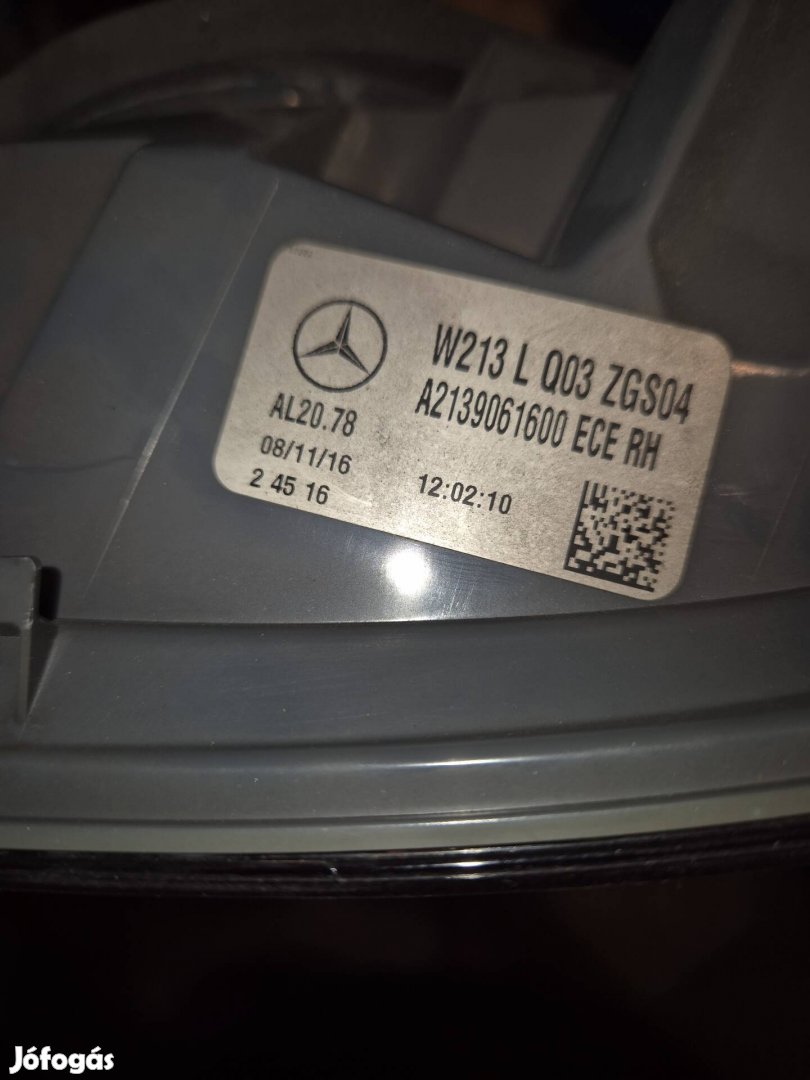 W213 L Q03 ZGS04
A2139061600 ECE RH
AL20.78
08/11/16
2 45 16
12:02:10
Jófogás